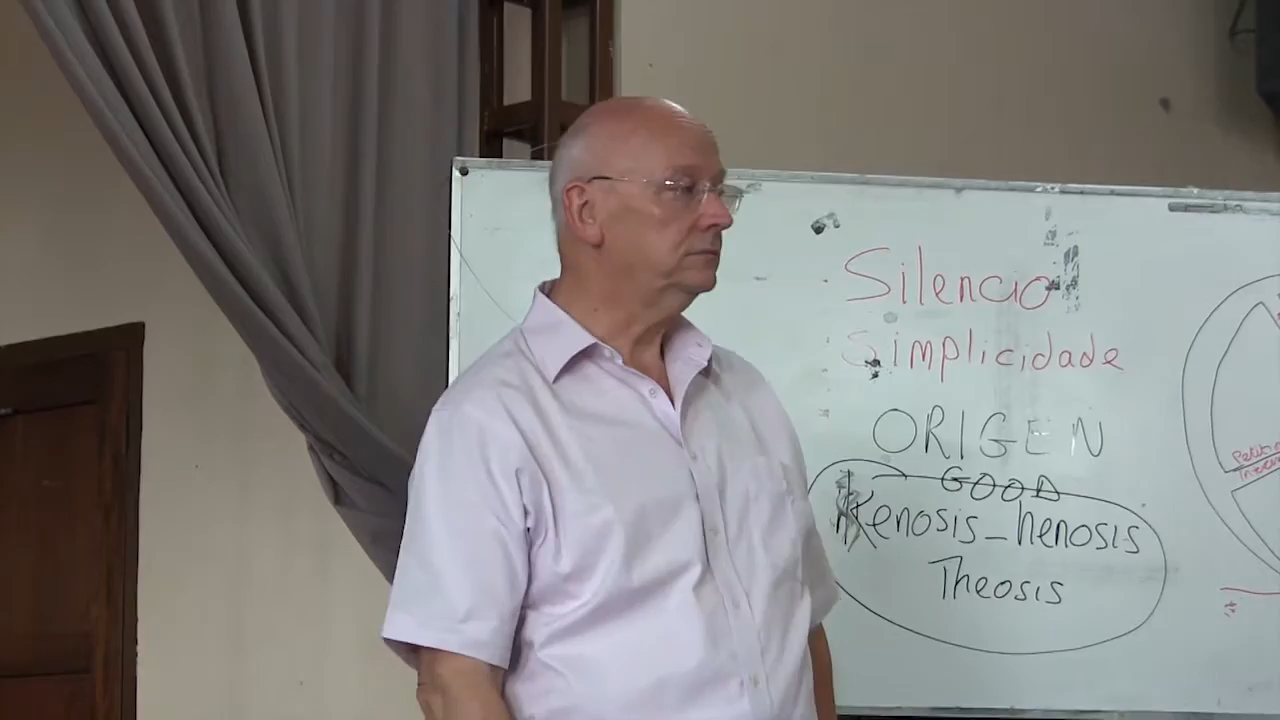 Silencio
Simplicidade
ORIGEN
GOOD
Kenosis_henosis
Theosis